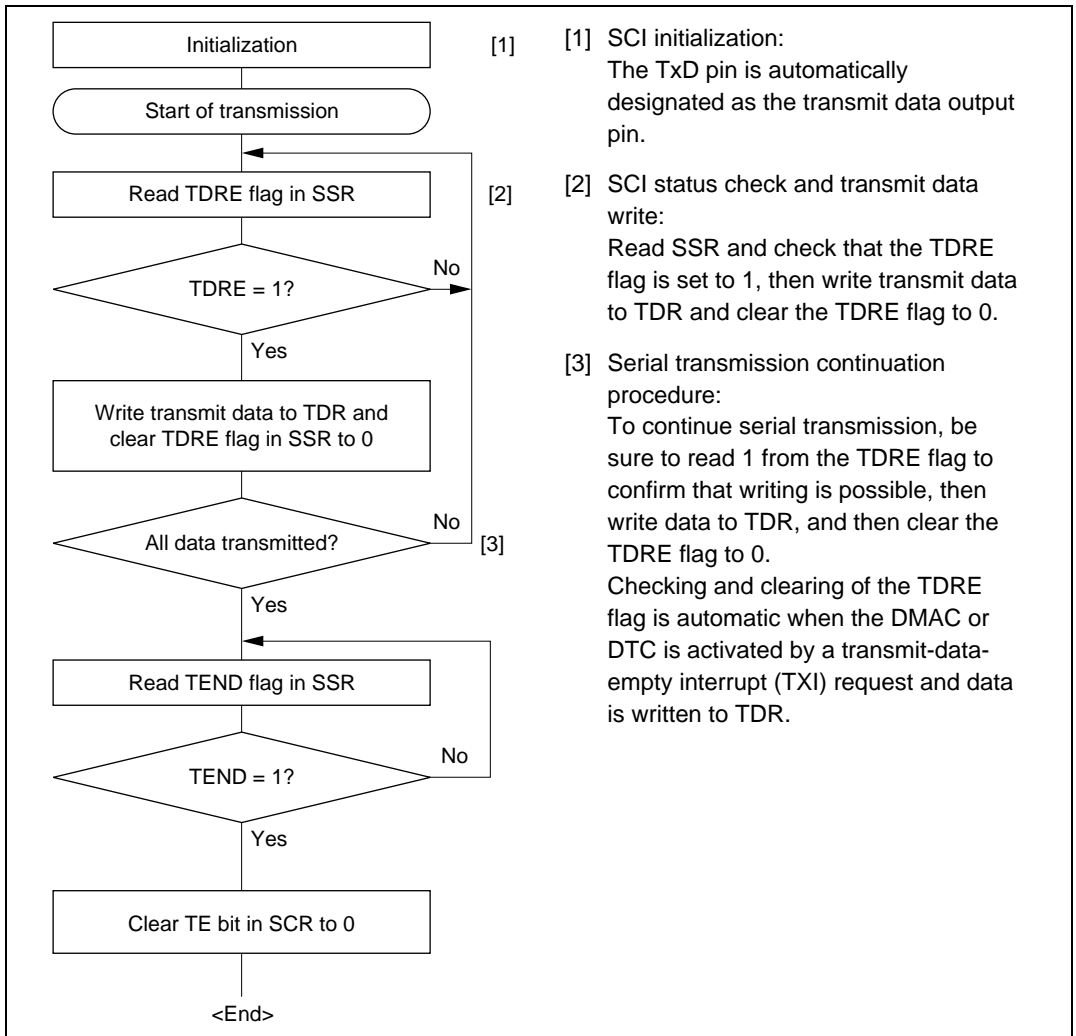 Initialization
[1]
Start of transmission
Read TDRE flag in SSR
[2]
No
TDRE = 1?
Yes
Write transmit data to TDR and
clear TDRE flag in SSR to 0
No
All data transmitted?
[3]
Yes
Read TEND flag in SSR
No
TEND = 1?
Yes
Clear TE bit in SCR to 0
<End>
[1] SCI initialization:
The TxD pin is automatically
designated as the transmit data output
pin.
[2] SCI status check and transmit data
write:
Read SSR and check that the TDRE
flag is set to 1, then write transmit data
to TDR and clear the TDRE flag to 0.
[3] Serial transmission continuation
procedure:
To continue serial transmission, be
sure to read 1 from the TDRE flag to
confirm that writing is possible, then
write data to TDR, and then clear the
TDRE flag to 0.
Checking and clearing of the TDRE
flag is automatic when the DMAC or
DTC is activated by a transmit-data-
empty interrupt (TXI) request and data
is written to TDR.